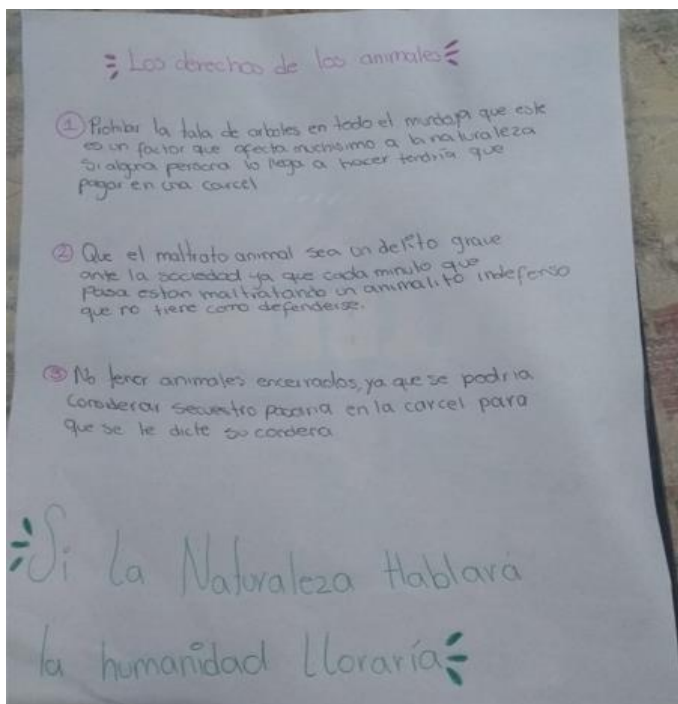 Los derechos de los animales
① Prohibir la tala de arboles en todo el mundo, ya que este
es un factor que afecta muchisimo a la naturaleza
Si alguna persona lo llega a hacer tendría que
pagar en una carcel
② Que el maltrato animal sea un delito grave
ante la sociedad ya que cada minuto que
pasa estan maltratando un animalito indefenso
que no tiene como defenderse.
③ No tener animales encerrados, ya que se podria
considerar secuestro pagaria en la carcel para
que se le dicte su condena
Si La Naturaleza Hablará
la humanidad Lloraría